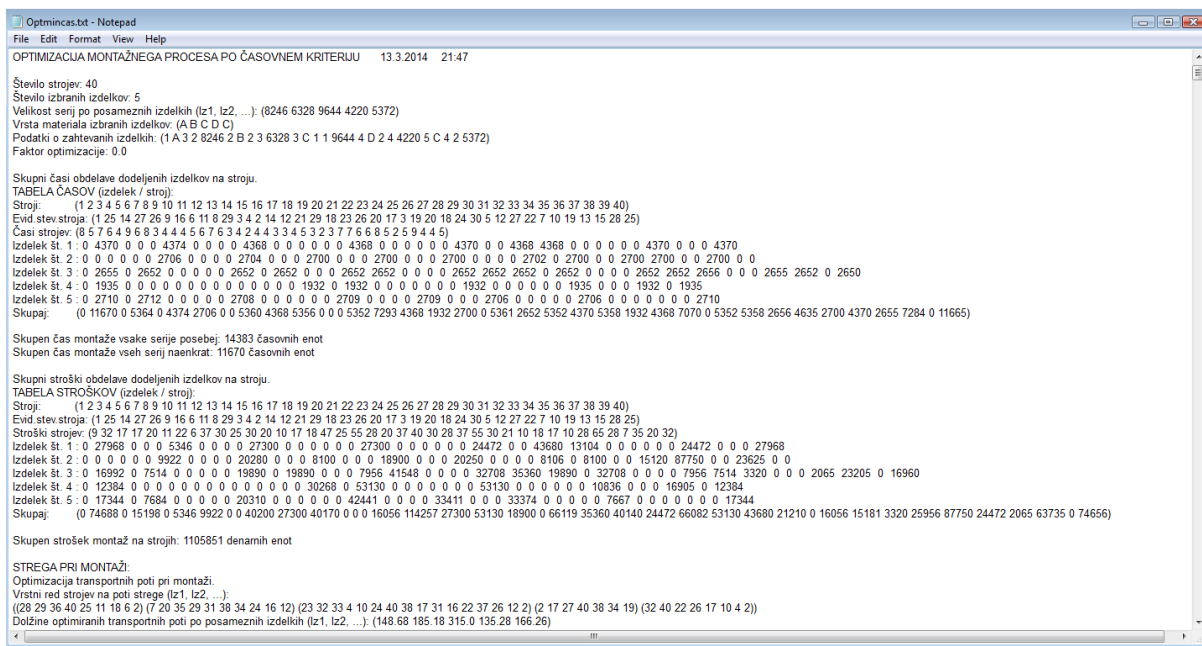 Optmincas.txt - Notepad
File Edit Format View Help
OPTIMIZACIJA MONTAŽNEGA PROCESA PO ČASOVNEM KRITERIJU 13.3.2014 21:47
Število strojev: 40
Število izbranih izdelkov: 5
Velikost serij po posameznih izdelkih (Iz1, Iz2, ...): (8246 6328 9644 4220 5372)
Vrsta materiala izbranih izdelkov: (A B C D C)
Podatki o zahtevanih izdelkih: (1 A 3 2 8246 2 B 2 3 6328 3 C 1 1 9644 4 D 2 4 4220 5 C 4 2 5372)
Faktor optimizacije: 0.0
Skupni časi obdelave dodeljenih izdelkov na stroju.
TABELA ČASOV (izdelek / stroj):
Stroji: (1 2 3 4 5 6 7 8 9 10 11 12 13 14 15 16 17 18 19 20 21 22 23 24 25 26 27 28 29 30 31 32 33 34 35 36 37 38 39 40)
Evid.stev.stroja: (1 25 14 27 26 9 16 6 11 8 29 3 4 2 14 12 21 29 18 23 26 20 17 3 19 20 18 24 30 5 12 27 22 7 10 19 13 15 28 25)
Časi strojev: (8 5 7 6 4 9 6 8 3 4 4 4 5 6 7 6 3 4 2 4 4 3 3 4 5 3 2 3 7 7 6 6 8 5 2 5 9 4 4 5)
Izdelek št. 1 : 0 4370 0 0 0 4374 0 0 0 0 4368 0 0 0 0 0 0 4368 0 0 0 0 0 0 4370 0 0 4368 4368 0 0 0 0 0 0 4370 0 0 0 4370
Izdelek št. 2 : 0 0 0 0 0 0 2706 0 0 0 0 2704 0 0 0 2700 0 0 0 2700 0 0 0 2700 0 0 0 0 2702 0 2700 0 0 2700 2700 0 0 2700 0 0
Izdelek št. 3 : 0 2655 0 2652 0 0 0 0 0 2652 0 2652 0 0 0 2652 2652 0 0 0 0 2652 2652 2652 0 2652 0 0 0 0 2652 2652 2656 0 0 0 2655 2652 0 2650
Izdelek št. 4 : 0 1935 0 0 0 0 0 0 0 0 0 0 0 0 0 0 1932 0 1932 0 0 0 0 0 0 0 1932 0 0 0 0 0 0 1935 0 0 0 1932 0 1935
Izdelek št. 5 : 0 2710 0 2712 0 0 0 0 0 2708 0 0 0 0 0 0 2709 0 0 0 0 2709 0 0 0 2706 0 0 0 0 0 2706 0 0 0 0 0 0 0 2710
Skupaj: (0 11670 0 5364 0 4374 2706 0 0 5360 4368 5356 0 0 0 5352 7293 4368 1932 2700 0 5361 2652 5352 4370 5358 1932 4368 7070 0 5352 5358 2656 4635 2700 4370 2655 7284 0 11665)
Skupen čas montaže vsake serije posebej: 14383 časovnih enot
Skupen čas montaže vseh serij naenkrat: 11670 časovnih enot
Skupni stroški obdelave dodeljenih izdelkov na stroju.
TABELA STROŠKOV (izdelek / stroj):
Stroji: (1 2 3 4 5 6 7 8 9 10 11 12 13 14 15 16 17 18 19 20 21 22 23 24 25 26 27 28 29 30 31 32 33 34 35 36 37 38 39 40)
Evid.stev.stroja: (1 25 14 27 26 9 16 6 11 8 29 3 4 2 14 12 21 29 18 23 26 20 17 3 19 20 18 24 30 5 12 27 22 7 10 19 13 15 28 25)
Stroški strojev: (9 32 17 17 20 11 22 6 37 30 25 30 20 10 17 18 47 25 55 28 20 37 40 30 28 37 55 30 21 10 18 17 10 28 65 28 7 35 20 32)
Izdelek št. 1 : 0 27968 0 0 0 5346 0 0 0 0 27300 0 0 0 0 0 0 27300 0 0 0 0 0 0 24472 0 0 43680 13104 0 0 0 0 0 0 24472 0 0 0 27968
Izdelek št. 2 : 0 0 0 0 0 0 9922 0 0 0 0 20280 0 0 0 8100 0 0 0 18900 0 0 0 20250 0 0 0 0 8106 0 8100 0 0 15120 87750 0 0 23625 0 0
Izdelek št. 3 : 0 16992 0 7514 0 0 0 0 0 19890 0 19890 0 0 0 7956 41548 0 0 0 0 32708 35360 19890 0 32708 0 0 0 0 7956 7514 3320 0 0 0 2065 23205 0 16960
Izdelek št. 4 : 0 12384 0 0 0 0 0 0 0 0 0 0 0 0 0 0 30268 0 53130 0 0 0 0 0 0 0 53130 0 0 0 0 0 0 10836 0 0 0 16905 0 12384
Izdelek št. 5 : 0 17344 0 7684 0 0 0 0 0 20310 0 0 0 0 0 0 42441 0 0 0 0 33411 0 0 0 33374 0 0 0 0 0 7667 0 0 0 0 0 0 0 17344
Skupaj: (0 74688 0 15198 0 5346 9922 0 0 40200 27300 40170 0 0 0 16056 114257 27300 53130 18900 0 66119 35360 40140 24472 66082 53130 43680 21210 0 16056 15181 3320 25956 87750 24472 2065 63735 0 74656)
Skupen strošek montaž na strojih: 1105851 denarnih enot
STREGA PRI MONTAŽI:
Optimizacija transportnih poti pri montaži.
Vrstni red strojev na poti strege (Iz1, Iz2, ...):
((28 29 36 40 25 11 18 6 2) (7 20 35 29 31 38 34 24 16 12) (23 32 33 4 10 24 40 38 17 31 16 22 37 26 12 2) (2 17 27 40 38 34 19) (32 40 22 26 17 10 4 2))
Dolžine optimiranih transportnih poti po posameznih izdelkih (Iz1, Iz2, ...): (148.68 185.18 315.0 135.28 166.26)